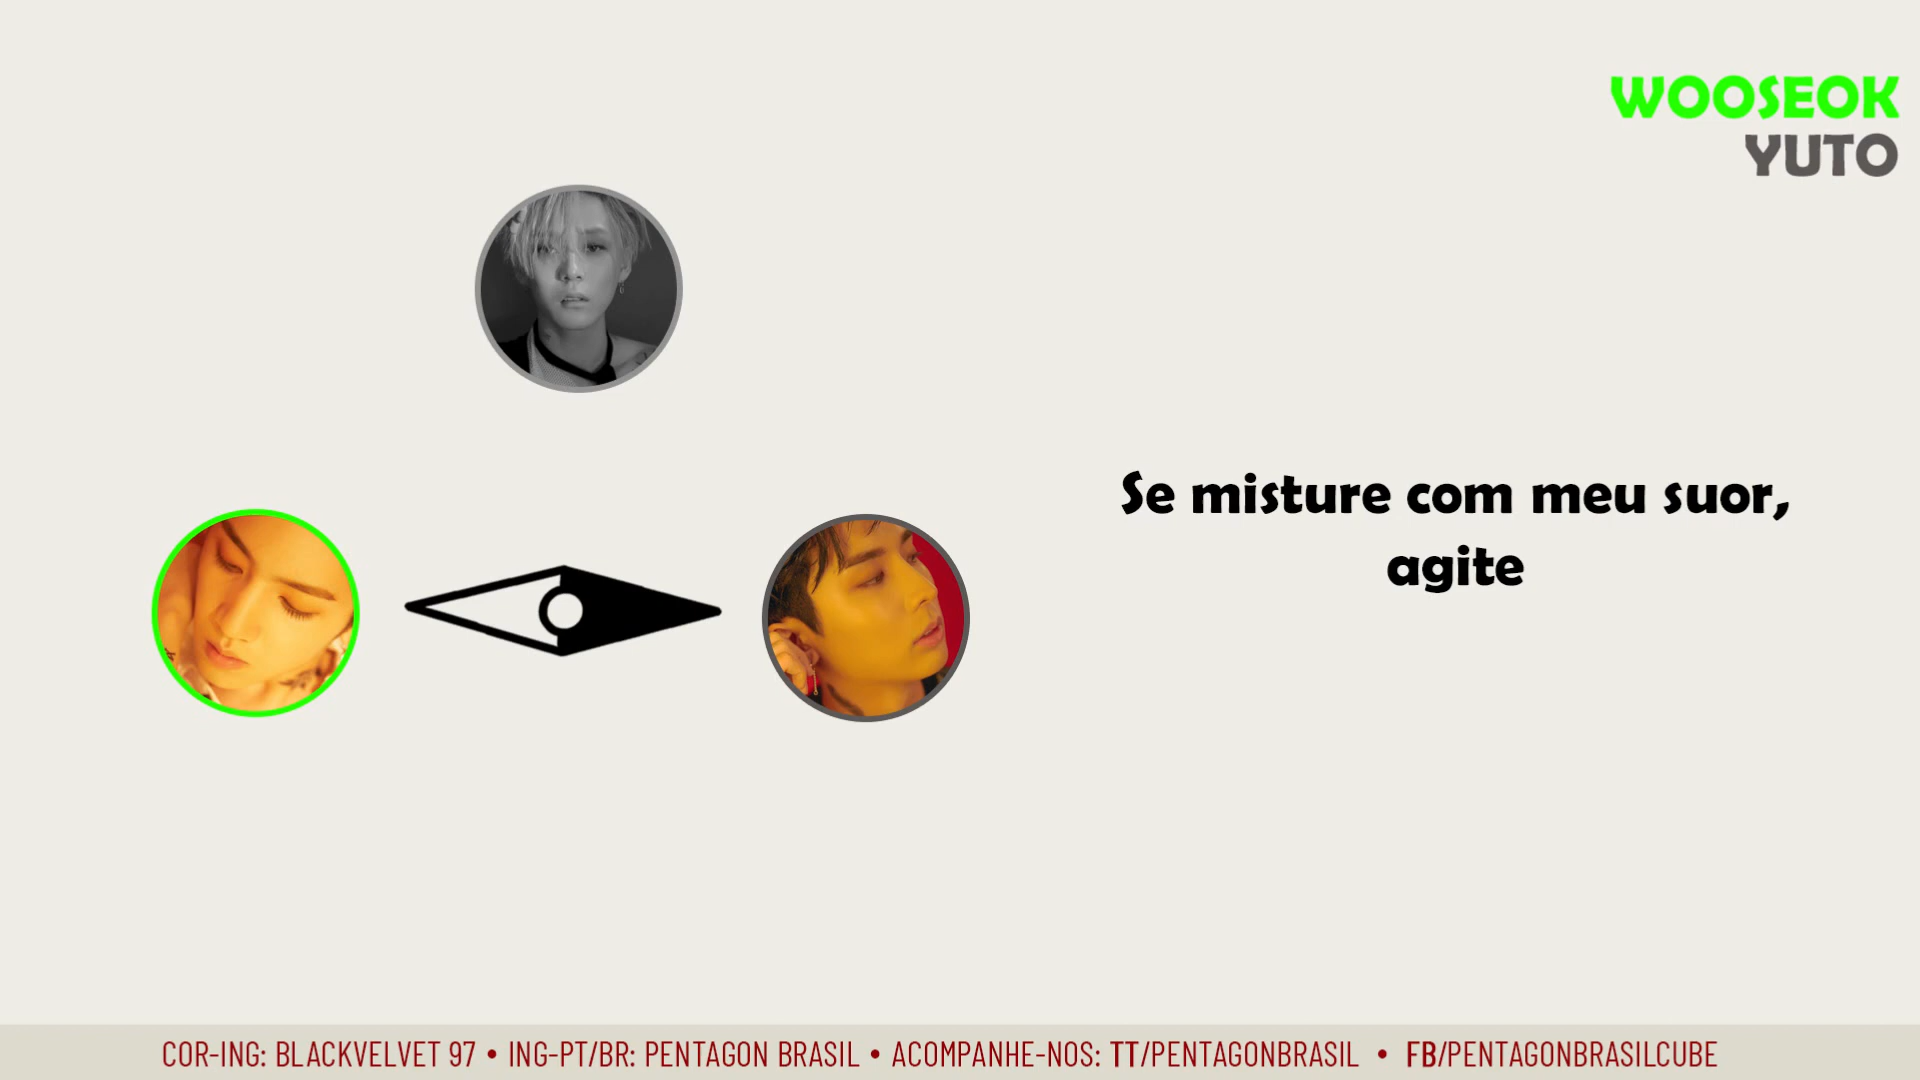 WOOSEOK
YUTO
Se misture com meu suor,
agite
COR-ING: BLACKVELVET 97 • ING-PT/BR: PENTAGON BRASIL • ACOMPANHE-NOS: TT/PENTAGONBRASIL • FB/PENTAGONBRASILCUBE